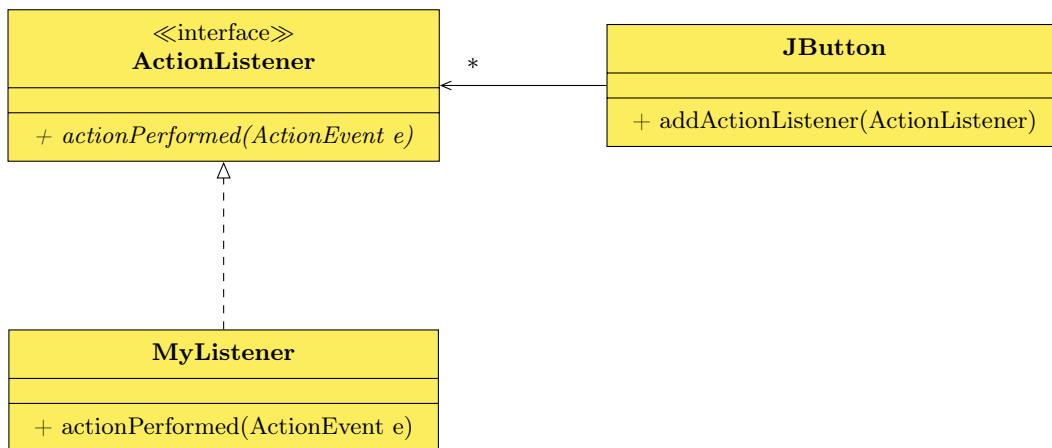 ≪interface≫
ActionListener
+ actionPerformed(ActionEvent e)
*
JButton
+ addActionListener(ActionListener)
MyListener
+ actionPerformed(ActionEvent e)